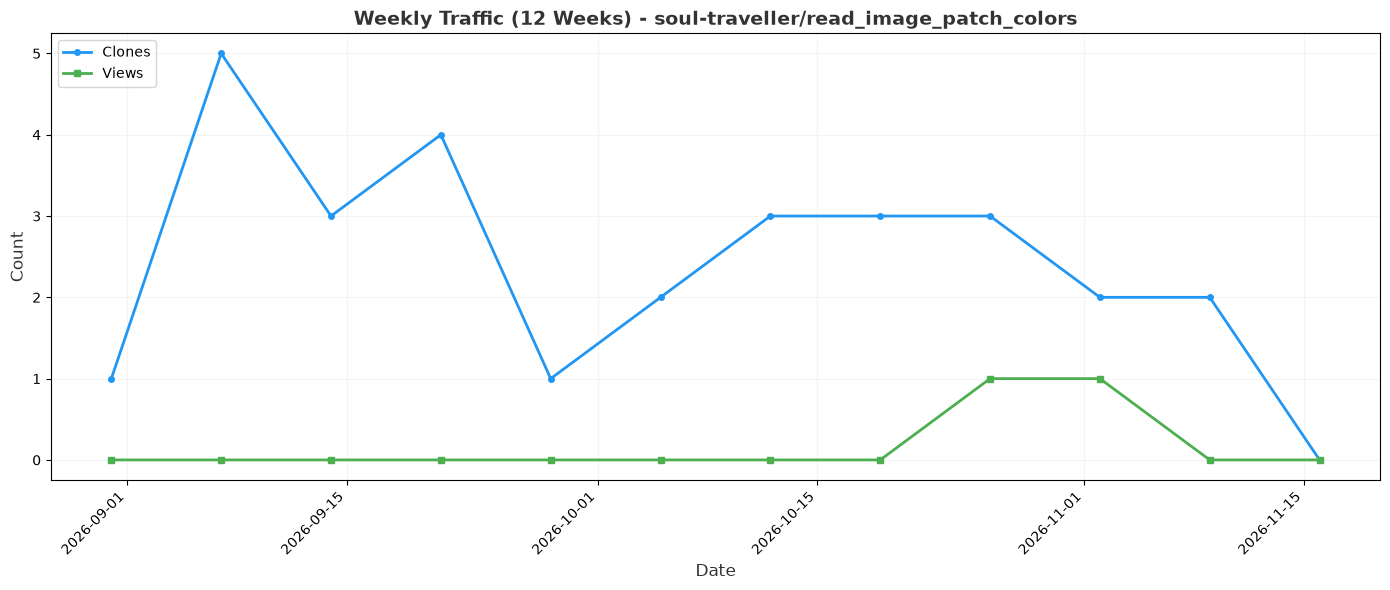 Weekly Traffic (12 Weeks) - soul-traveller/read_image_patch_colors
Clones
Views
Count
5
4
3
2
1
0
2026-09-01
2026-09-15
2026-10-01
2026-10-15
2026-11-01
2026-11-15
Date